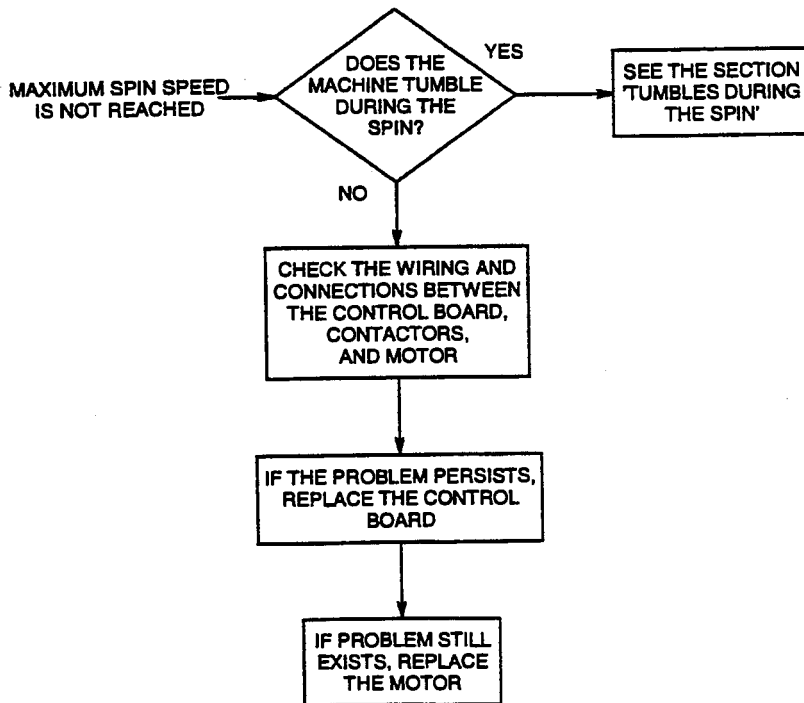 MAXIMUM SPIN SPEED
IS NOT REACHED
DOES THE
MACHINE TUMBLE
DURING THE
SPIN?
YES
SEE THE SECTION
'TUMBLES DURING
THE SPIN'
NO
CHECK THE WIRING AND
CONNECTIONS BETWEEN
THE CONTROL BOARD,
CONTACTORS,
AND MOTOR
IF THE PROBLEM PERSISTS,
REPLACE THE CONTROL
BOARD
IF PROBLEM STILL
EXISTS, REPLACE
THE MOTOR